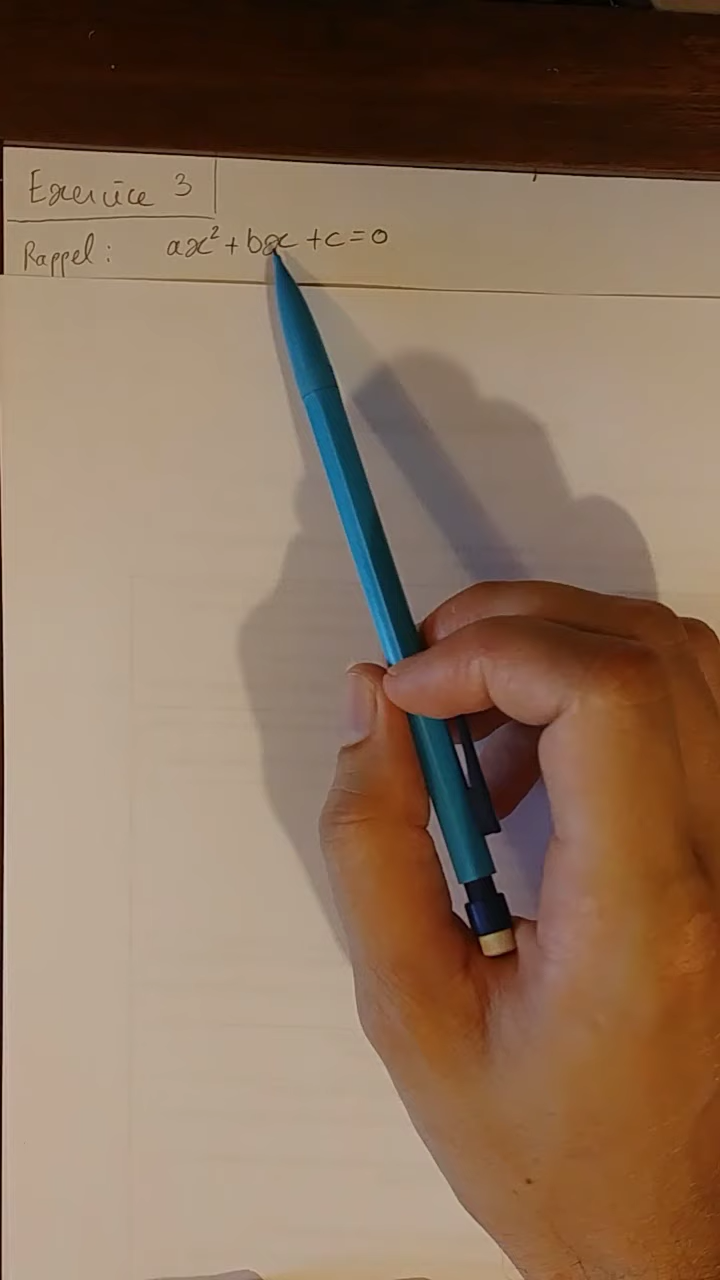 Exercice 3
Rappel : ax² + bx + c = 0